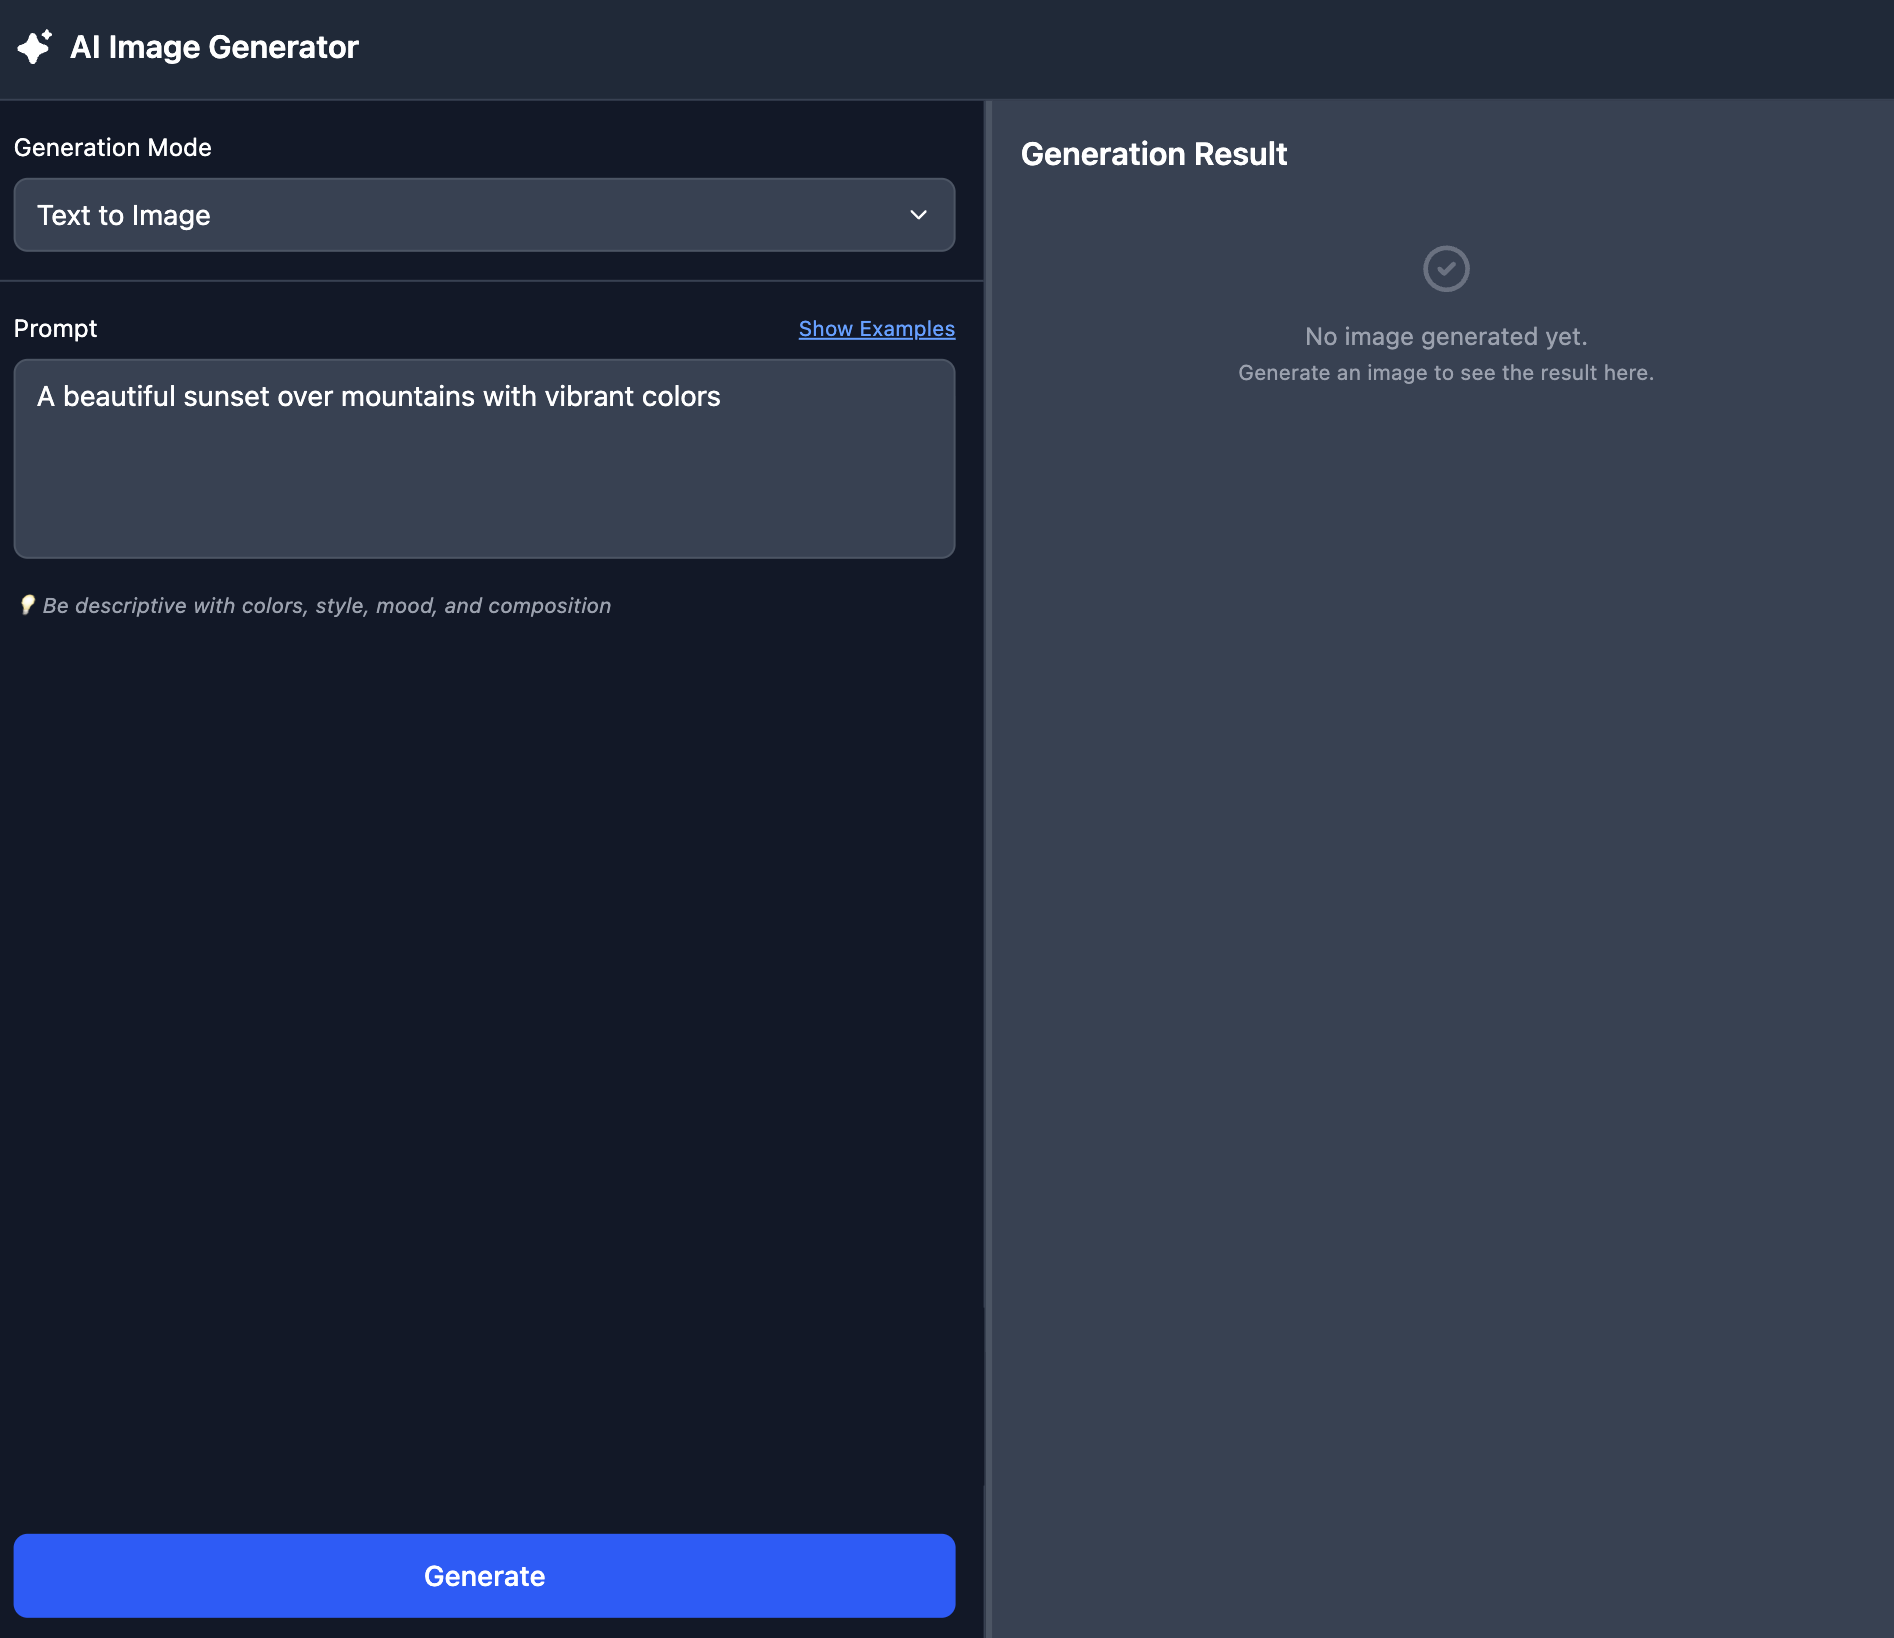 AI Image Generator
Generation Mode
Text to Image
Prompt
Show Examples
A beautiful sunset over mountains with vibrant colors
💡 Be descriptive with colors, style, mood, and composition
Generate
Generation Result
No image generated yet.
Generate an image to see the result here.